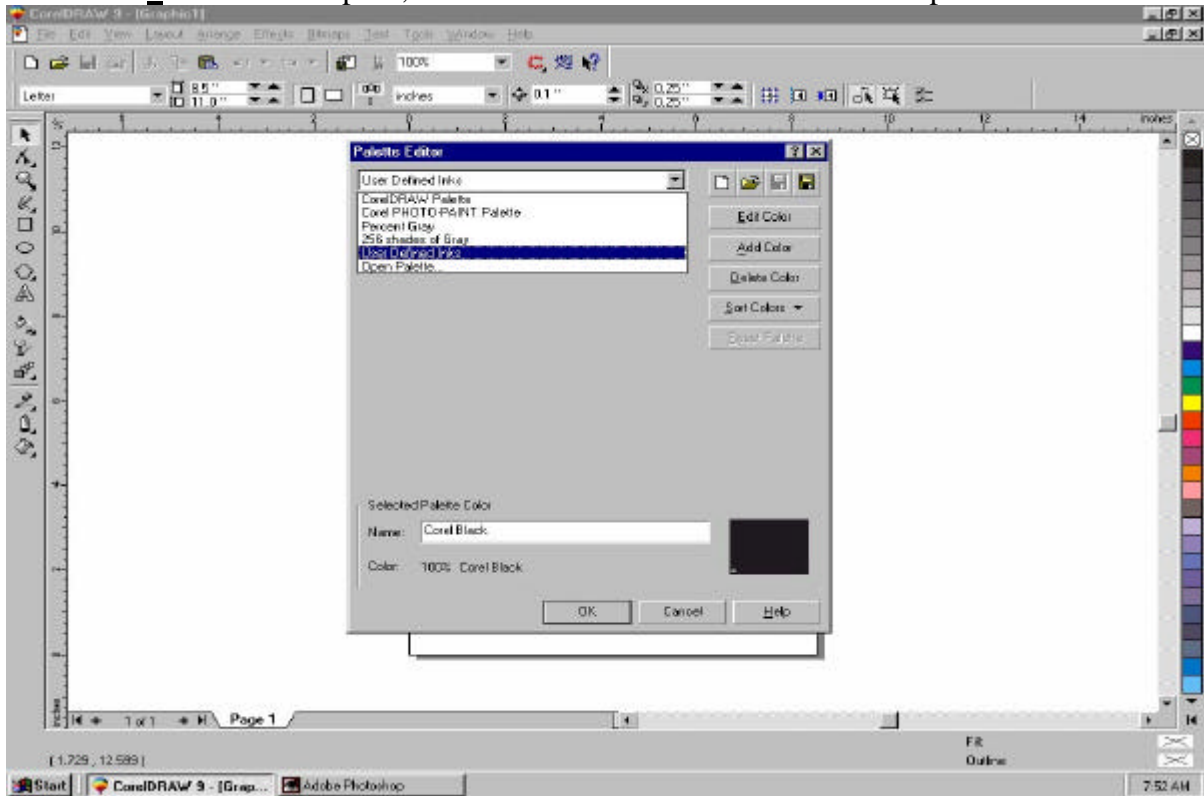 CorelDRAW 9 - [Graphic1]
File Edit View Layout Arrange Effects Bitmaps Text Tools Window Help
100%
Letter 8.5" 11.0" inches 0.1" 0.25" 0.25"
inches
Palette Editor
User Defined Inks
CorelDRAW Palette
Corel PHOTO-PAINT Palette
Percent Gray
256 shades of Gray
User Defined Inks
Open Palette...
Edit Color
Add Color
Delete Color
Sort Colors
Reset Palette
Selected Palette Color
Name: Corel Black
Color: 100% Corel Black
OK Cancel Help
1 of 1 Page 1
Fill:
(1.729 , 12.589)
Outline:
Start CorelDRAW 9 - [Grap... Adobe Photoshop 7:52 AM